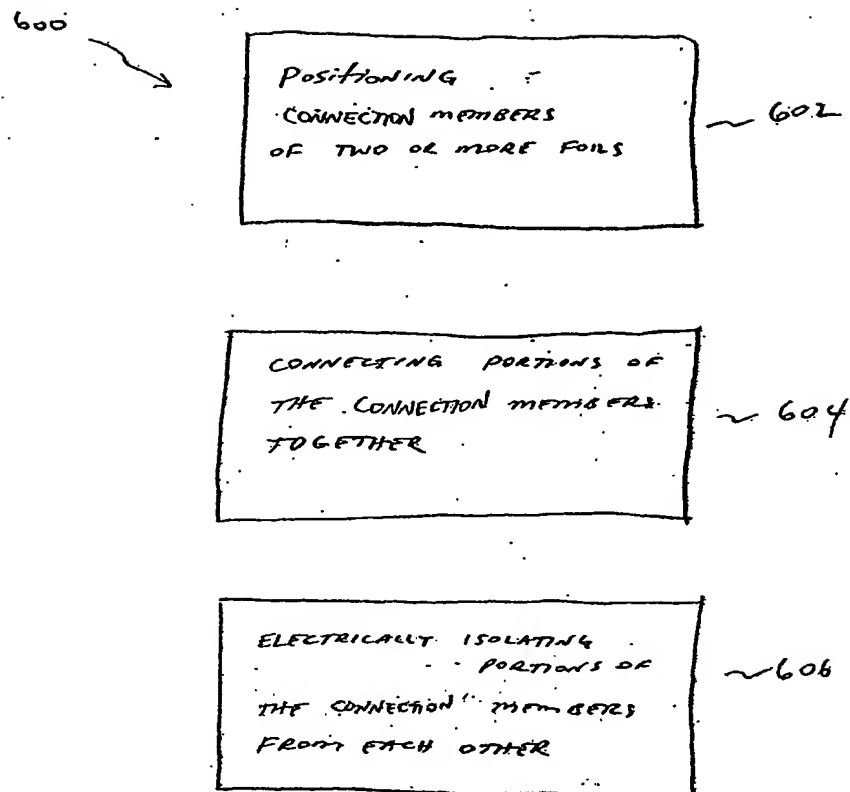 600
Positioning
CONNECTION MEMBERS
OF TWO OR MORE FOILS
602
CONNECTING PORTIONS OF
THE CONNECTION MEMBERS
TOGETHER
604
ELECTRICALLY ISOLATING
PORTIONS OF
THE CONNECTION MEMBERS
FROM EACH OTHER
606